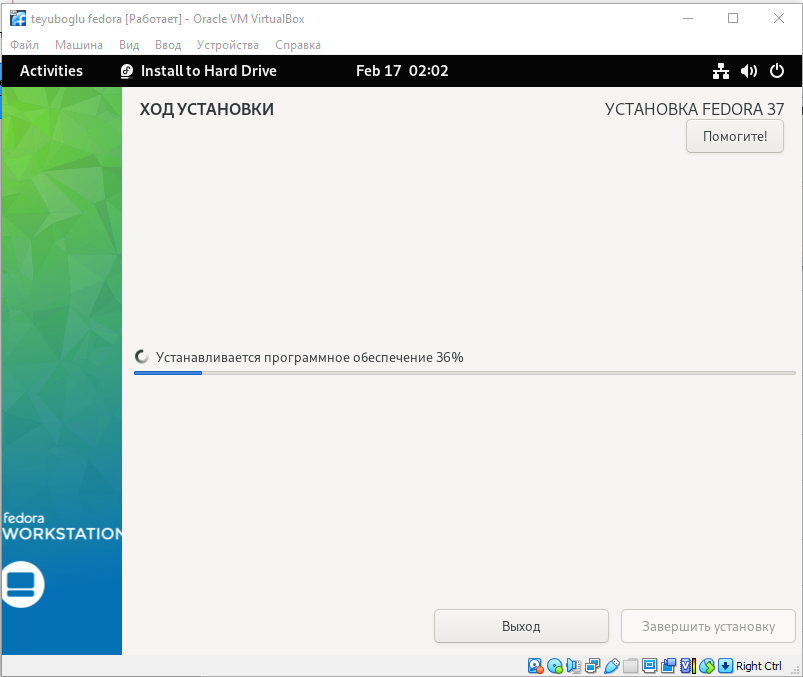 teyuboglu fedora [Работает] - Oracle VM VirtualBox
Файл Машина Вид Ввод Устройства Справка
Activities Install to Hard Drive Feb 17 02:02
ХОД УСТАНОВКИ
УСТАНОВКА FEDORA 37
Помогите!
Устанавливается программное обеспечение 36%
fedora
WORKSTATION
Выход Завершить установку
Right Ctrl